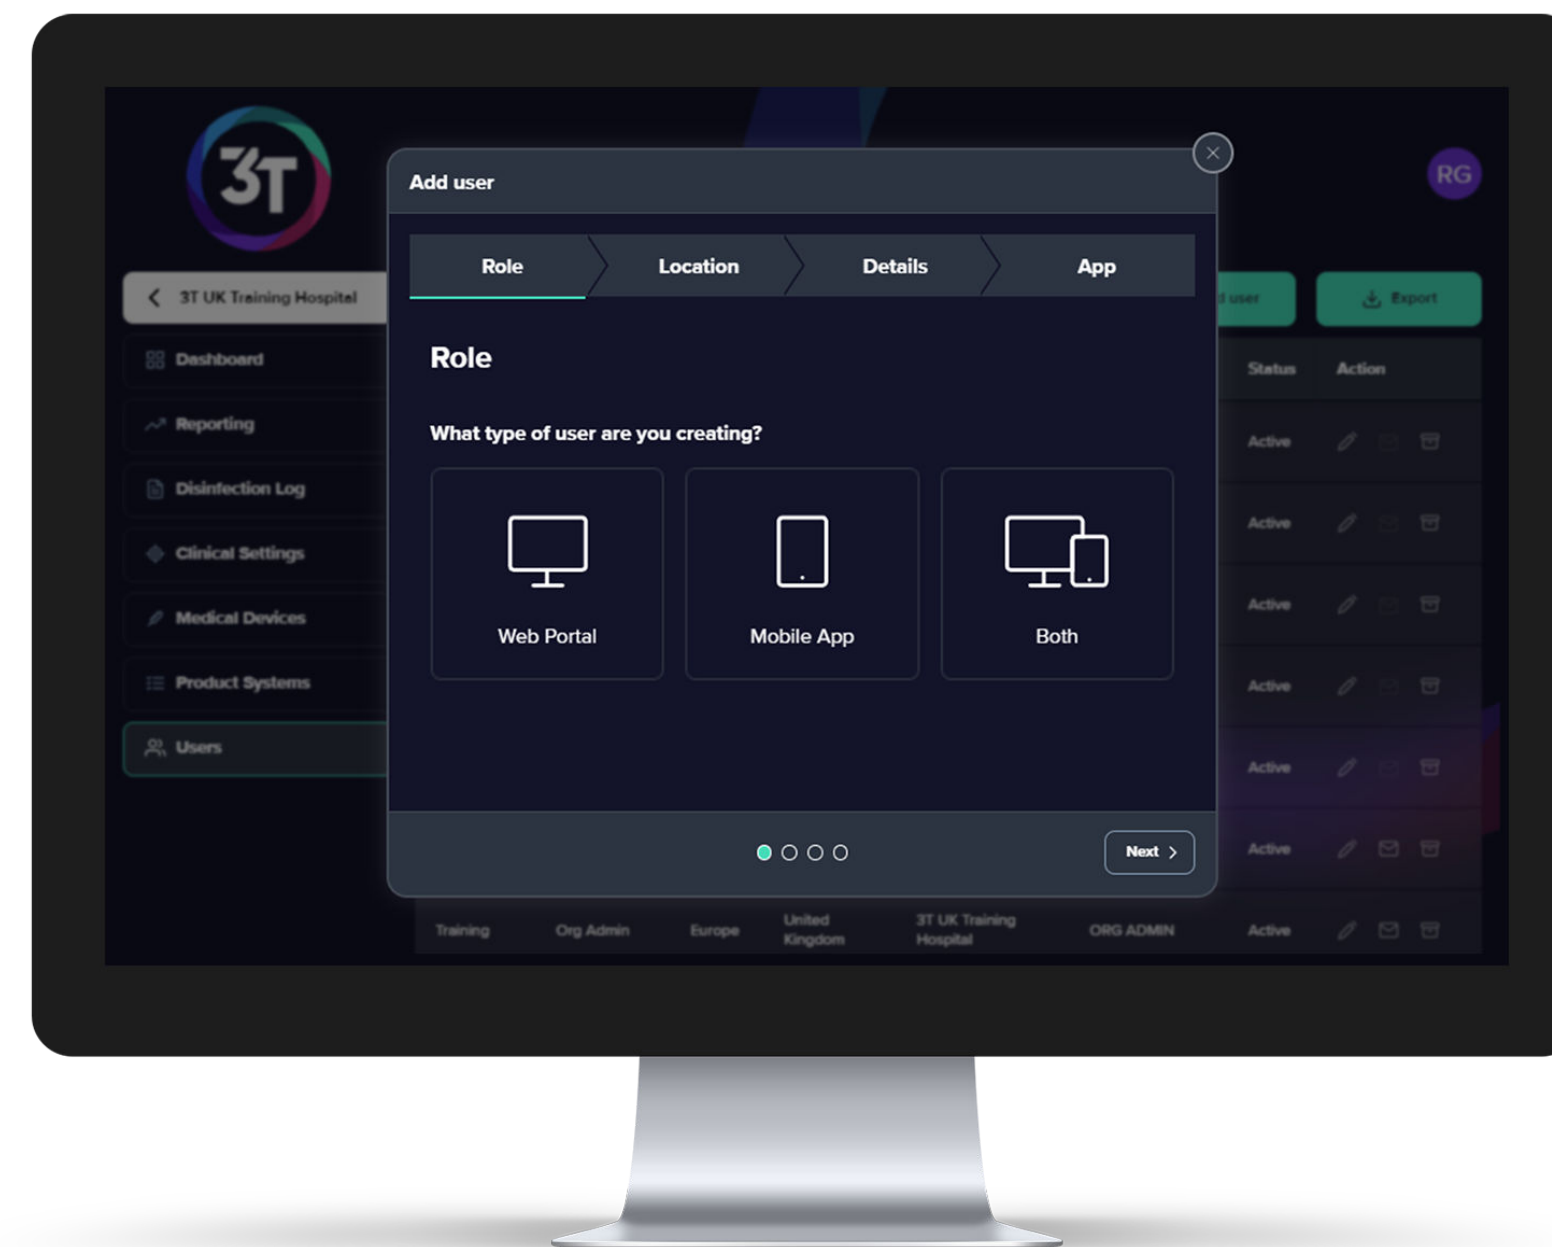 3T
RG
Add user
Role
Location
Details
App
3T UK Training Hospital
Dashboard
Reporting
Disinfection Log
Clinical Settings
Medical Devices
Product Systems
Users
user
Export
Status
Action
Role
What type of user are you creating?
Web Portal
Mobile App
Both
Active
Active
Active
Active
Active
Active
Next
Training
Org Admin
Europe
United
Kingdom
3T UK Training
Hospital
ORG ADMIN
Active